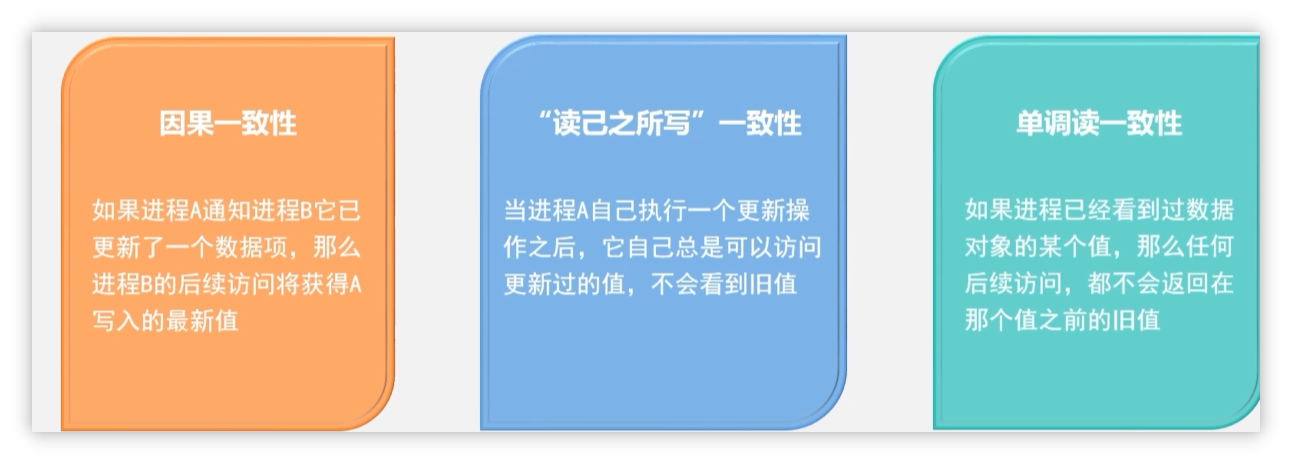 因果一致性
如果进程A通知进程B它已
更新了一个数据项，那么
进程B的后续访问将获得A
写入的最新值
“读己之所写”一致性
当进程A自己执行一个更新操
作之后，它自己总是可以访问
更新过的值，不会看到旧值
单调读一致性
如果进程已经看到过数据
对象的某个值，那么任何
后续访问，都不会返回在
那个值之前的旧值